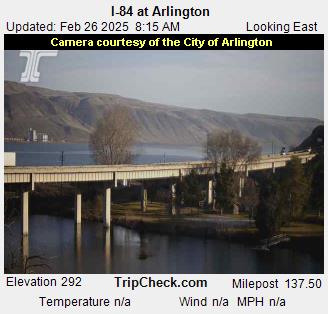 I-84 at Arlington
Updated: Feb 26 2025 8:15 AM Looking East
Camera courtesy of the City of Arlington
Elevation 292 TripCheck.com Milepost 137.50
Temperature n/a Wind n/a MPH n/a